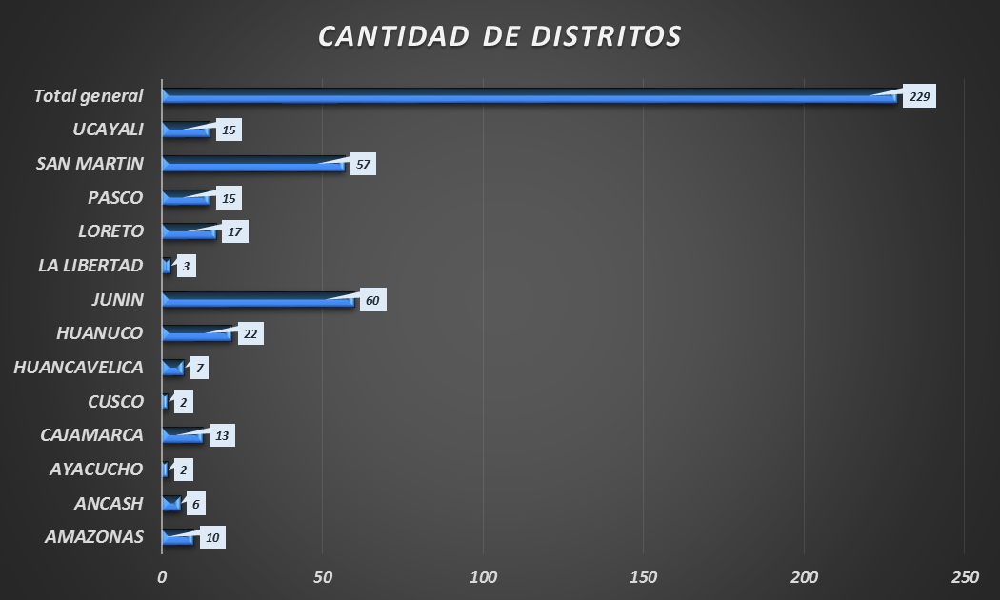 CANTIDAD DE DISTRITOS
Total general 229
UCAYALI 15
SAN MARTIN 57
PASCO 15
LORETO 17
LA LIBERTAD 3
JUNIN 60
HUANUCO 22
HUANCAVELICA 7
CUSCO 2
CAJAMARCA 13
AYACUCHO 2
ANCASH 6
AMAZONAS 10
0 50 100 150 200 250